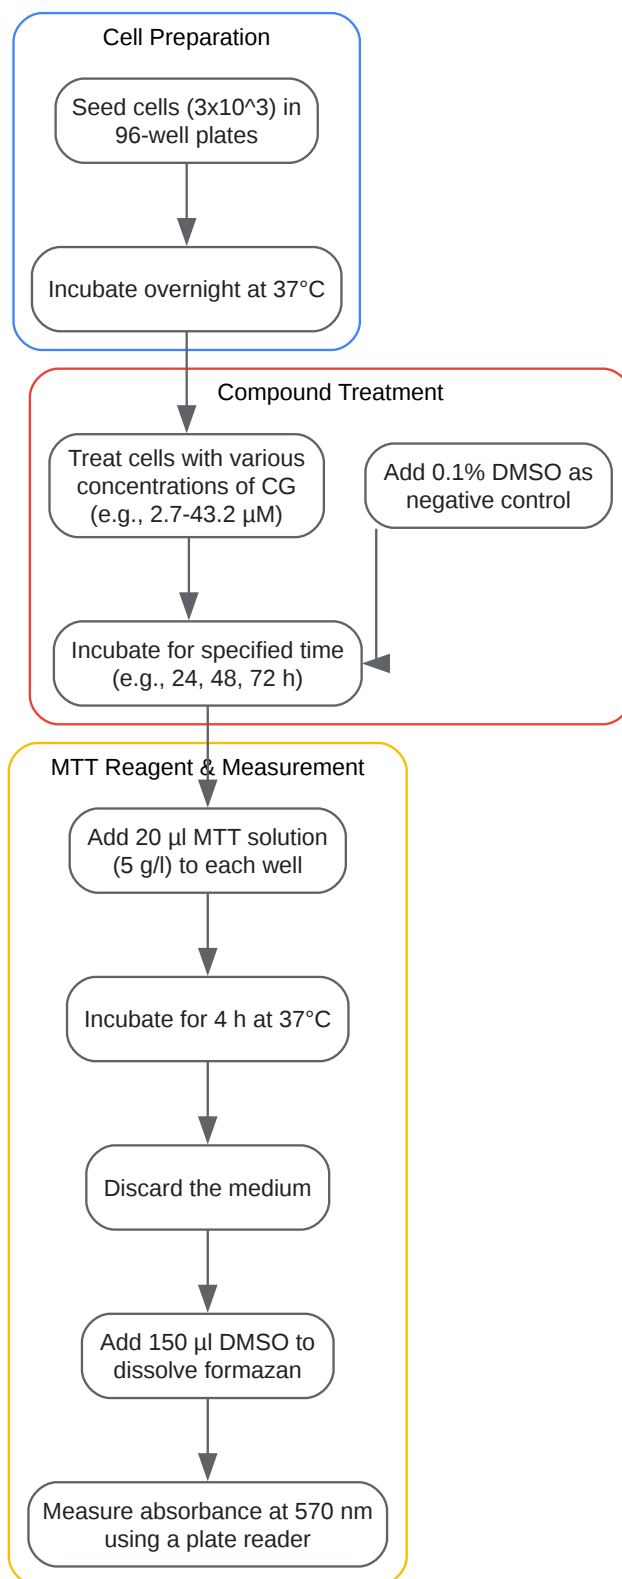 Cell Preparation
Seed cells (3x10^3) in
96-well plates
Incubate overnight at 37°C
Compound Treatment
Treat cells with various
concentrations of CG
(e.g., 2.7-43.2 µM)
Add 0.1% DMSO as
negative control
Incubate for specified time
(e.g., 24, 48, 72 h)
MTT Reagent & Measurement
Add 20 µl MTT solution
(5 g/l) to each well
Incubate for 4 h at 37°C
Discard the medium
Add 150 µl DMSO to
dissolve formazan
Measure absorbance at 570 nm
using a plate reader